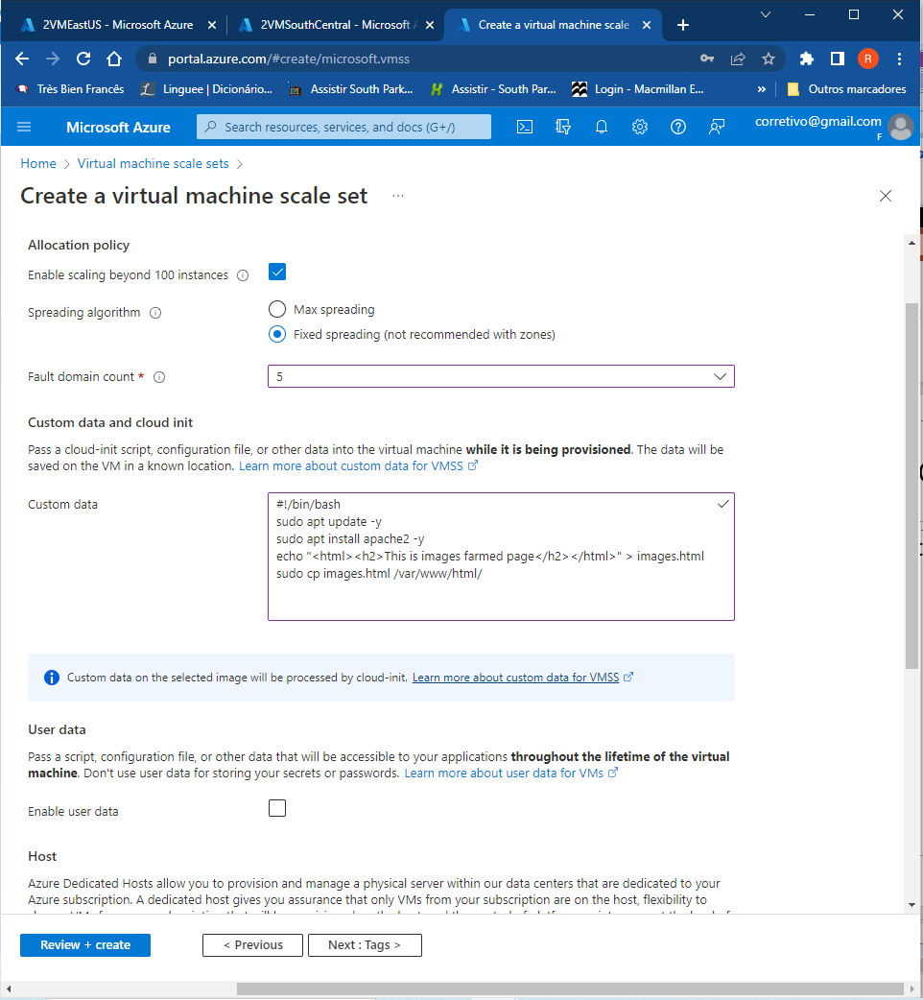 2VMEastUS - Microsoft Azure
2VMSouthCentral - Microsoft A
Create a virtual machine scale
portal.azure.com/#create/microsoft.vmss
R
Très Bien Francês
Linguee | Dicionário...
Assistir South Park...
Assistir - South Par...
Login - Macmillan E...
»
Outros marcadores
Microsoft Azure
Search resources, services, and docs (G+/)
corretivo@gmail.com
F
Home > Virtual machine scale sets >
Create a virtual machine scale set ...
Allocation policy
Enable scaling beyond 100 instances
Spreading algorithm
Max spreading
Fixed spreading (not recommended with zones)
Fault domain count *
5
Custom data and cloud init
Pass a cloud-init script, configuration file, or other data into the virtual machine while it is being provisioned. The data will be
saved on the VM in a known location. Learn more about custom data for VMSS
Custom data
#!/bin/bash
sudo apt update -y
sudo apt install apache2 -y
echo "<html><h2>This is images farmed page</h2></html>" > images.html
sudo cp images.html /var/www/html/
Custom data on the selected image will be processed by cloud-init. Learn more about custom data for VMSS
User data
Pass a script, configuration file, or other data that will be accessible to your applications throughout the lifetime of the virtual
machine. Don't use user data for storing your secrets or passwords. Learn more about user data for VMs
Enable user data
Host
Azure Dedicated Hosts allow you to provision and manage a physical server within our data centers that are dedicated to your
Azure subscription. A dedicated host gives you assurance that only VMs from your subscription are on the host, flexibility to
Review + create
< Previous
Next : Tags >